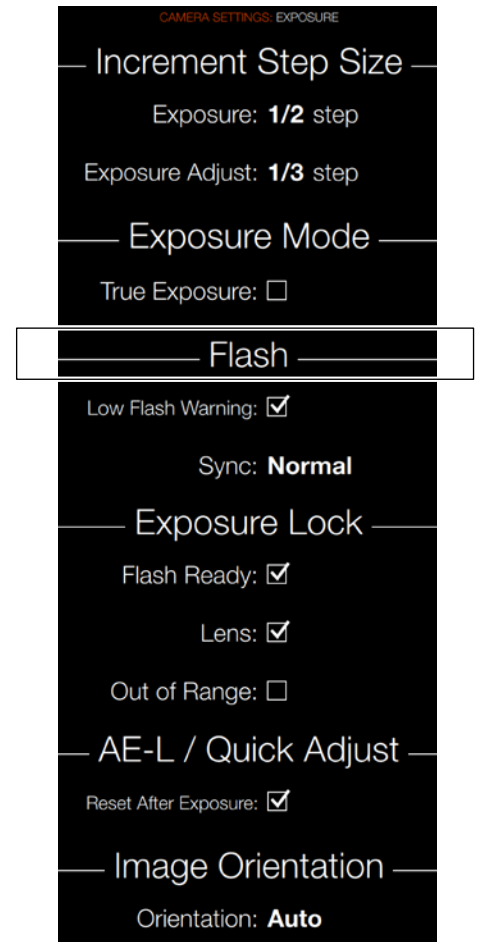 CAMERA SETTINGS: EXPOSURE
Increment Step Size
Exposure: 1/2 step
Exposure Adjust: 1/3 step
Exposure Mode
True Exposure:
Flash
Low Flash Warning:
Sync: Normal
Exposure Lock
Flash Ready:
Lens:
Out of Range:
AE-L / Quick Adjust
Reset After Exposure:
Image Orientation
Orientation: Auto